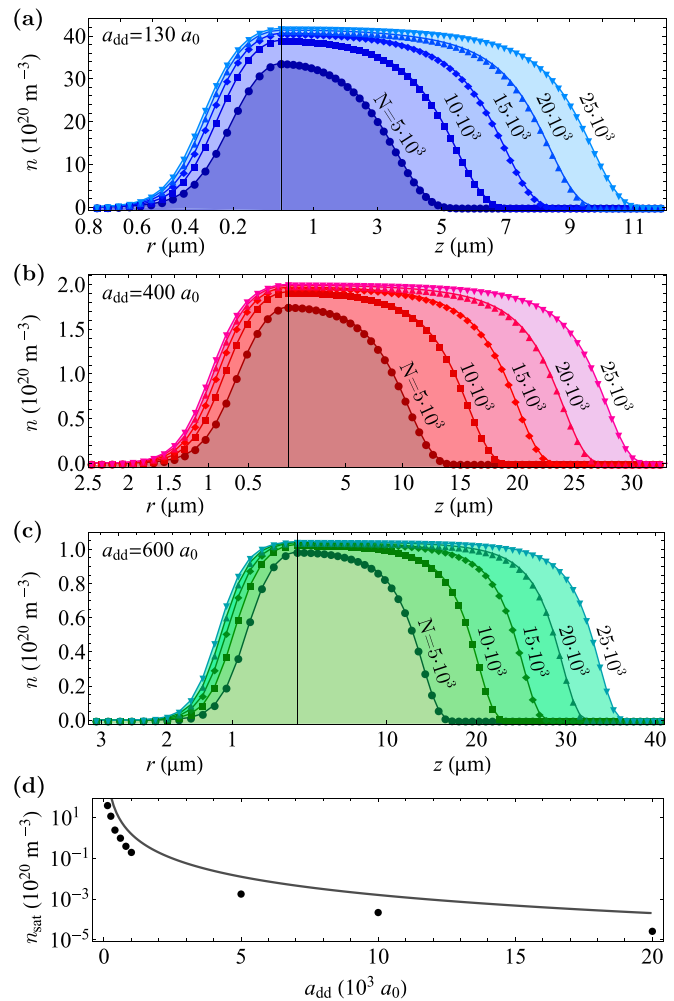 (a)
a_dd=130 a_0
n (10^20 m^−3)
40
30
20
10
0
N=5·10^3
10·10^3
15·10^3
20·10^3
25·10^3
0.8 0.6 0.4 0.2 1 3 5 7 9 11
r (μm) z (μm)
(b)
a_dd=400 a_0
n (10^20 m^−3)
2.0
1.5
1.0
0.5
0.0
N=5·10^3
10·10^3
15·10^3
20·10^3
25·10^3
2.5 2 1.5 1 0.5 5 10 15 20 25 30
r (μm) z (μm)
(c)
a_dd=600 a_0
n (10^20 m^−3)
1.0
0.8
0.6
0.4
0.2
0.0
N=5·10^3
10·10^3
15·10^3
20·10^3
25·10^3
3 2 1 10 20 30 40
r (μm) z (μm)
(d)
n_sat (10^20 m^−3)
10^1
10^−1
10^−3
10^−5
0 5 10 15 20
a_dd (10^3 a_0)